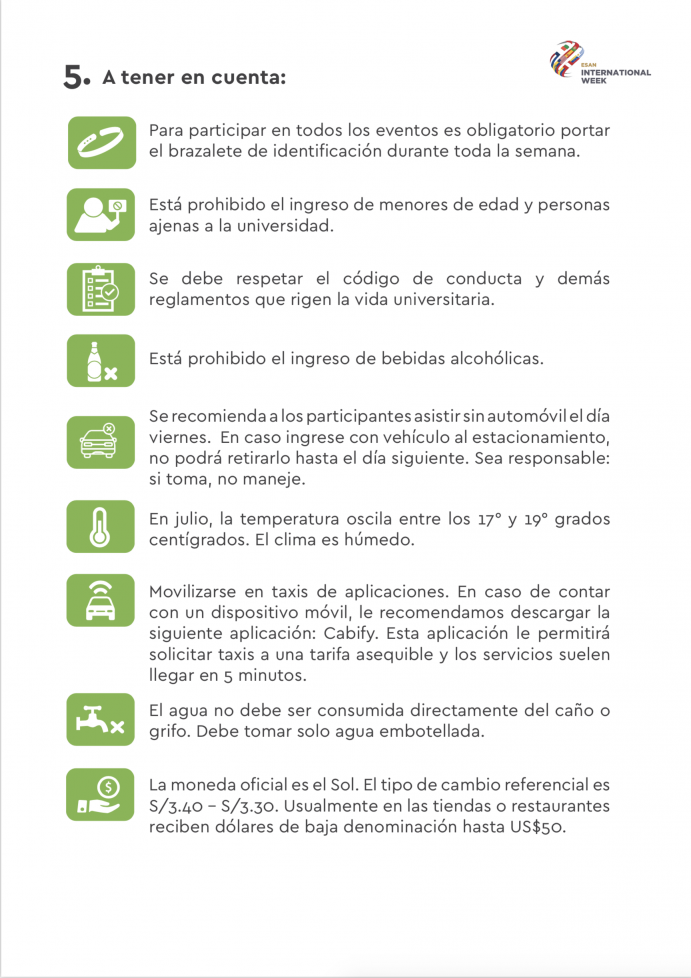 ESAN
INTERNATIONAL
WEEK
5. A tener en cuenta:
Para participar en todos los eventos es obligatorio portar
el brazalete de identificación durante toda la semana.
Está prohibido el ingreso de menores de edad y personas
ajenas a la universidad.
Se debe respetar el código de conducta y demás
reglamentos que rigen la vida universitaria.
Está prohibido el ingreso de bebidas alcohólicas.
Se recomienda a los participantes asistir sin automóvil el día
viernes. En caso ingrese con vehículo al estacionamiento,
no podrá retirarlo hasta el día siguiente. Sea responsable:
si toma, no maneje.
En julio, la temperatura oscila entre los 17° y 19° grados
centígrados. El clima es húmedo.
Movilizarse en taxis de aplicaciones. En caso de contar
con un dispositivo móvil, le recomendamos descargar la
siguiente aplicación: Cabify. Esta aplicación le permitirá
solicitar taxis a una tarifa asequible y los servicios suelen
llegar en 5 minutos.
El agua no debe ser consumida directamente del caño o
grifo. Debe tomar solo agua embotellada.
$
La moneda oficial es el Sol. El tipo de cambio referencial es
S/3.40 – S/3.30. Usualmente en las tiendas o restaurantes
reciben dólares de baja denominación hasta US$50.